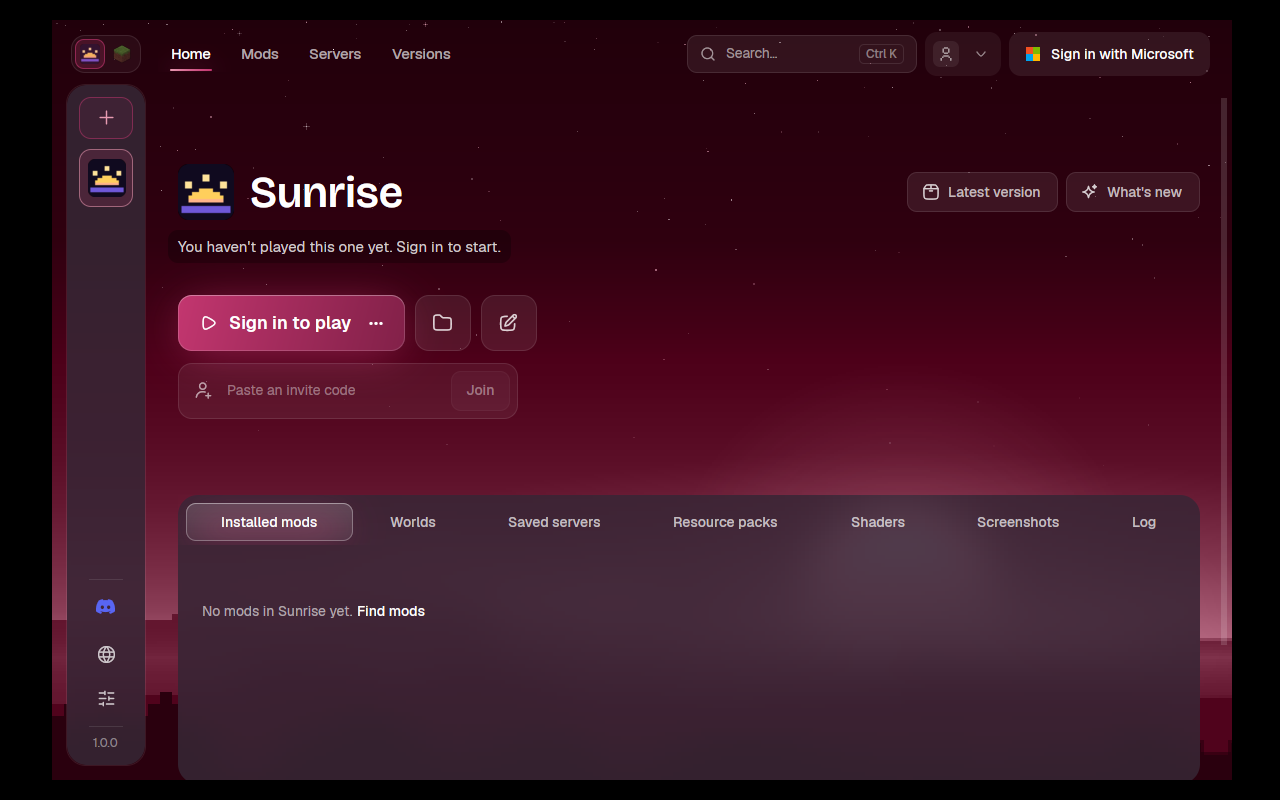 Home Mods Servers Versions Search... Ctrl K Sign in with Microsoft
Sunrise
Latest version What's new
You haven't played this one yet. Sign in to start.
Sign in to play ...
Paste an invite code Join
Installed mods Worlds Saved servers Resource packs Shaders Screenshots Log
No mods in Sunrise yet. Find mods
1.0.0